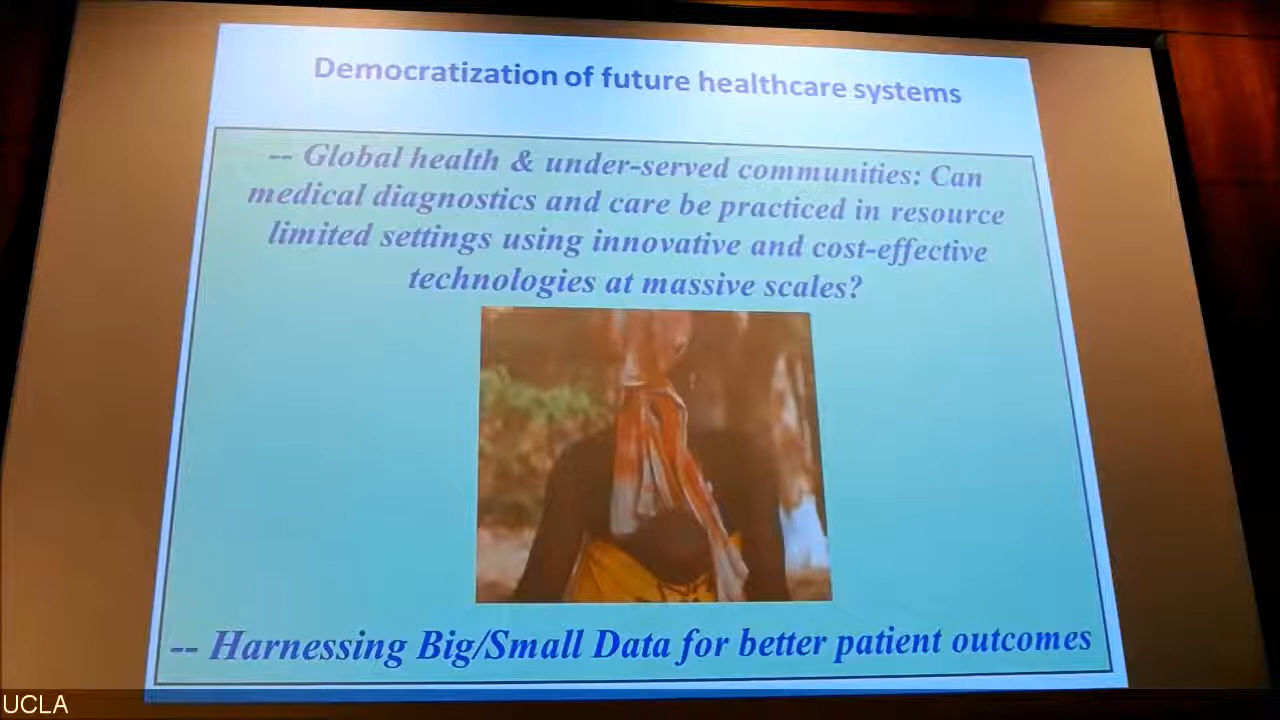 Democratization of future healthcare systems
-- Global health & under-served communities: Can
medical diagnostics and care be practiced in resource
limited settings using innovative and cost-effective
technologies at massive scales?
-- Harnessing Big/Small Data for better patient outcomes
UCLA